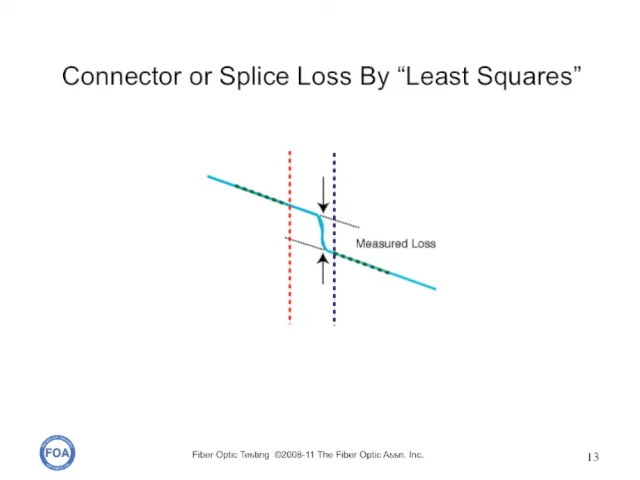 Connector or Splice Loss By “Least Squares”
Measured Loss
FOA
Fiber Optic Testing ©2008-11 The Fiber Optic Assn. Inc.
13